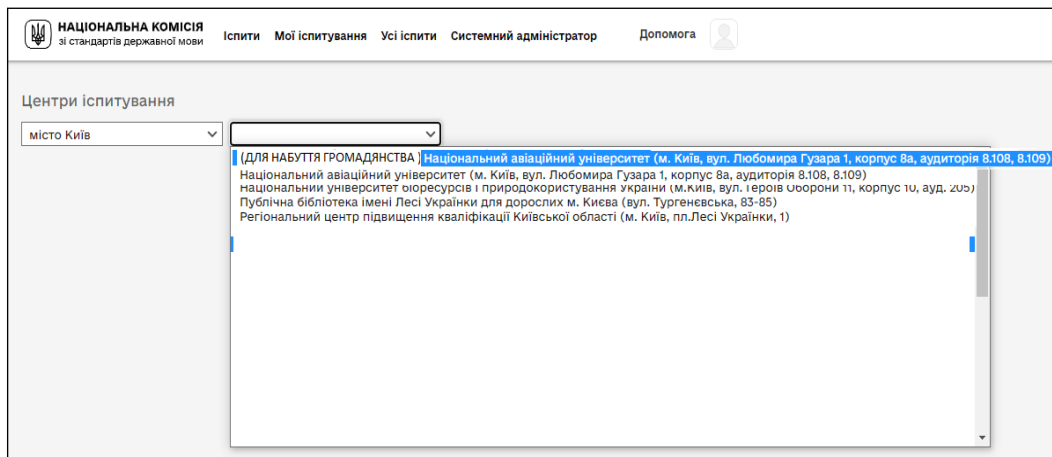 НАЦІОНАЛЬНА КОМІСІЯ
зі стандартів державної мови
Іспити Мої іспитування Усі іспити Системний адміністратор Допомога
Центри іспитування
місто Київ
(ДЛЯ НАБУТТЯ ГРОМАДЯНСТВА ) Національний авіаційний університет (м. Київ, вул. Любомира Гузара 1, корпус 8а, аудиторія 8.108, 8.109)
Національний авіаційний університет (м. Київ, вул. Любомира Гузара 1, корпус 8а, аудиторія 8.108, 8.109)
Національний університет біоресурсів і природокористування України (м.Київ, вул. Героїв Оборони 11, корпус 10, ауд. 205)
Публічна бібліотека імені Лесі Українки для дорослих м. Києва (вул. Тургенєвська, 83-85)
Регіональний центр підвищення кваліфікації Київської області (м. Київ, пл.Лесі Українки, 1)